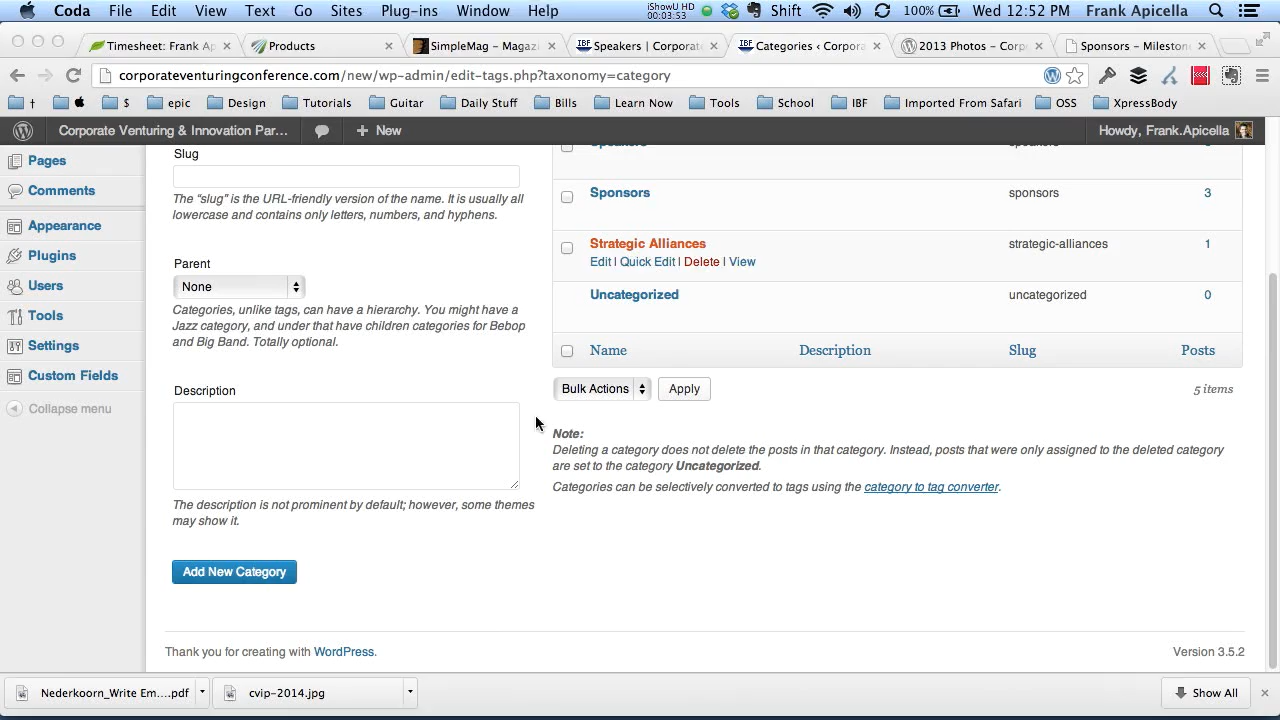 Coda File Edit View Text Go Sites Plug-ins Window Help iShowU HD 00:03:53 Shift 100% Wed 12:52 PM Frank Apicella
Timesheet: Frank Ap × Products × SimpleMag – Magazi × Speakers | Corporat × Categories ‹ Corpor × 2013 Photos – Corp × Sponsors – Mileston ×
corporateventuringconference.com/new/wp-admin/edit-tags.php?taxonomy=category
† $ epic Design Tutorials Guitar Daily Stuff Bills Learn Now Tools School IBF Imported From Safari OSS XpressBody
Corporate Venturing & Innovation Par... + New Howdy, Frank.Apicella
Pages
Comments
Appearance
Plugins
Users
Tools
Settings
Custom Fields
Collapse menu
Slug
The “slug” is the URL-friendly version of the name. It is usually all
lowercase and contains only letters, numbers, and hyphens.
Parent
None
Categories, unlike tags, can have a hierarchy. You might have a
Jazz category, and under that have children categories for Bebop
and Big Band. Totally optional.
Description
The description is not prominent by default; however, some themes
may show it.
Add New Category
Sponsors sponsors 3
Strategic Alliances strategic-alliances 1
Edit | Quick Edit | Delete | View
Uncategorized uncategorized 0
Name Description Slug Posts
Bulk Actions Apply 5 items
Note:
Deleting a category does not delete the posts in that category. Instead, posts that were only assigned to the deleted category
are set to the category Uncategorized.
Categories can be selectively converted to tags using the category to tag converter.
Thank you for creating with WordPress. Version 3.5.2
Nederkoorn_Write Em....pdf cvip-2014.jpg Show All ×